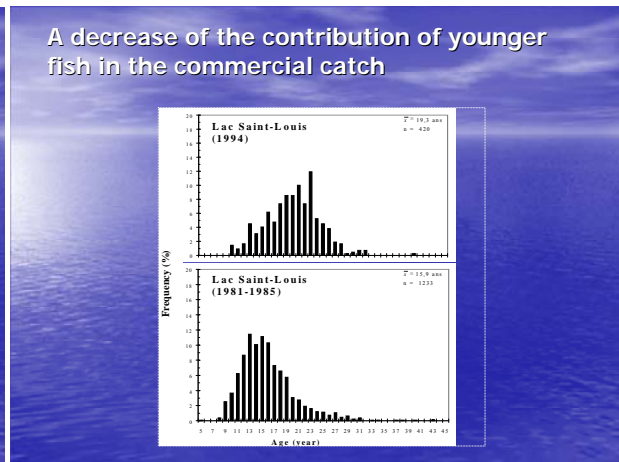 A decrease of the contribution of younger
fish in the commercial catch
Lac Saint-Louis
(1994)
x̅ = 19,3 ans
n = 420
20
18
16
14
12
10
8
6
4
2
0
Frequency (%)
Lac Saint-Louis
(1981-1985)
x̅ = 15,9 ans
n = 1233
20
18
16
14
12
10
8
6
4
2
0
5 7 9 11 13 15 17 19 21 23 25 27 29 31 33 35 37 39 41 43 45
Age (year)